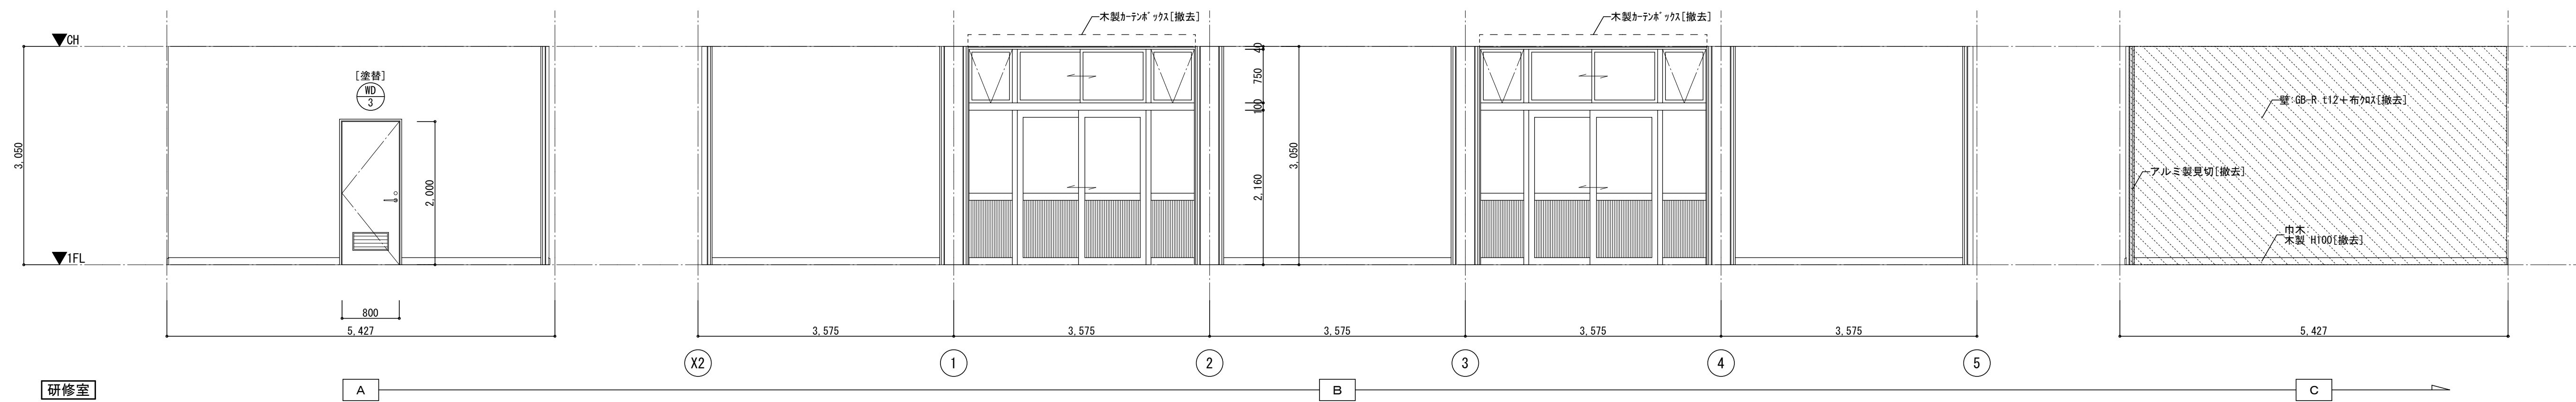 木製ｶｰﾃﾝﾎﾞｯｸｽ[撤去]
木製ｶｰﾃﾝﾎﾞｯｸｽ[撤去]
CH
40
[塗替]
WD
3
750
100
壁:GB-R t12＋布ｸﾛｽ[撤去]
3,050
3,050
2,000
2,160
アルミ製見切[撤去]
巾木:
木製 H100[撤去]
1FL
800
5,427
3,575
3,575
3,575
3,575
3,575
5,427
X2
1
2
3
4
5
研修室
A
B
C